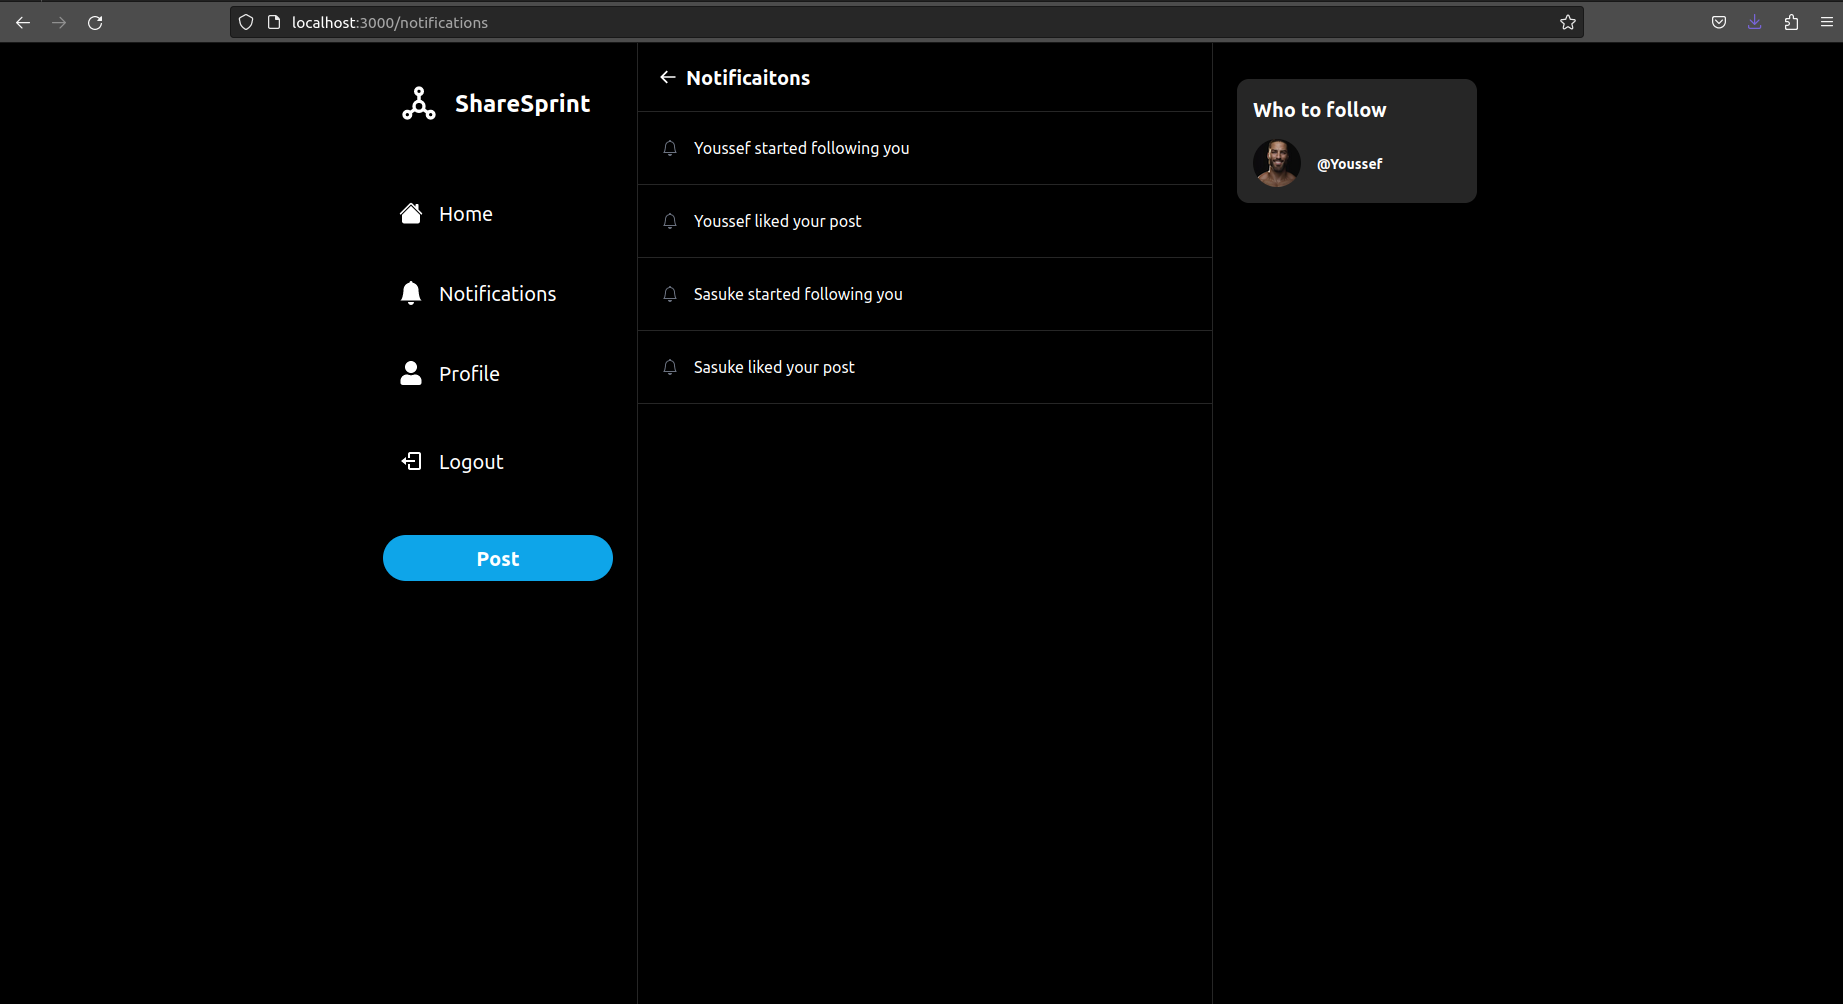 localhost:3000/notifications
ShareSprint
Home
Notifications
Profile
Logout
Post
Notificaitons
Youssef started following you
Youssef liked your post
Sasuke started following you
Sasuke liked your post
Who to follow
@Youssef